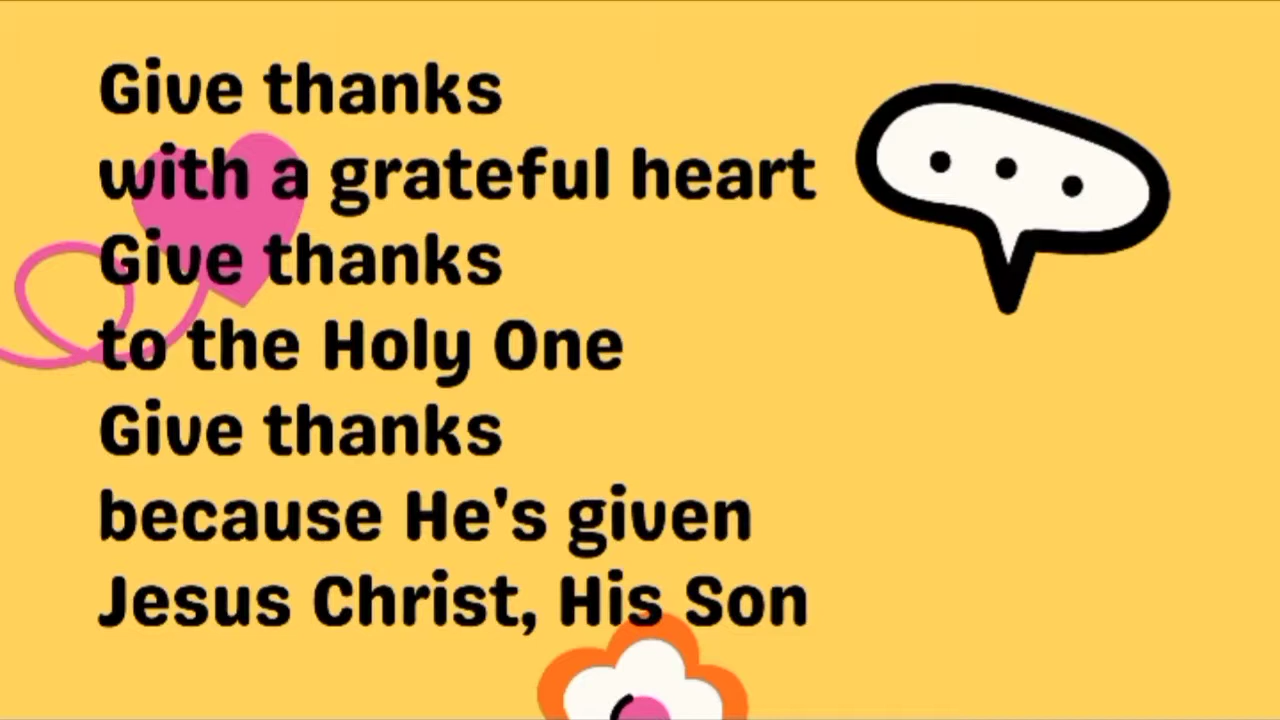 Give thanks
with a grateful heart
Give thanks
to the Holy One
Give thanks
because He's given
Jesus Christ, His Son